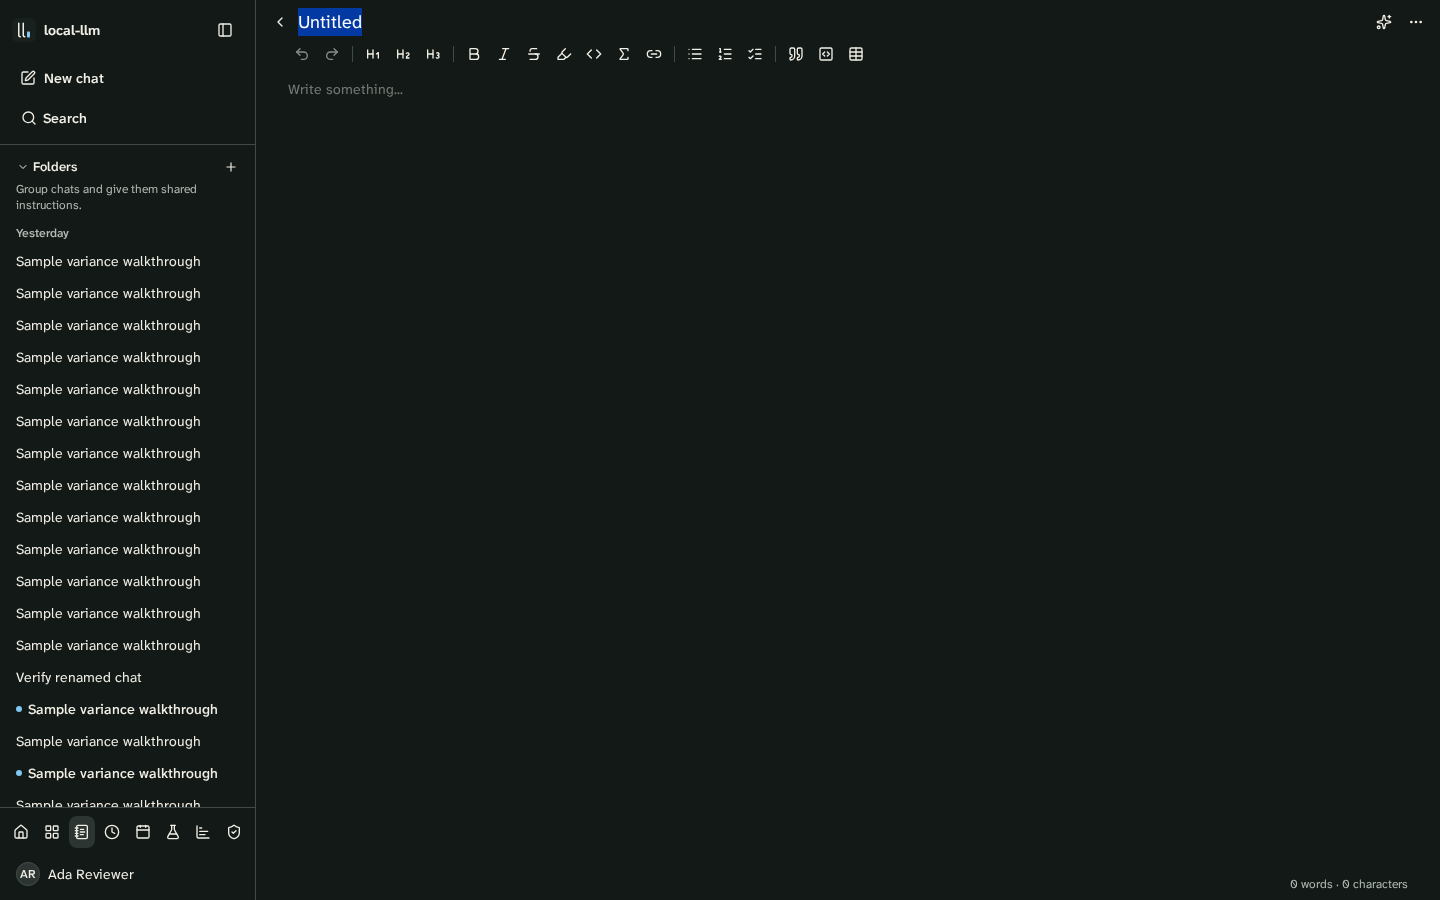 local-llm
New chat
Search
Folders
Group chats and give them shared
instructions.
Yesterday
Sample variance walkthrough
Sample variance walkthrough
Sample variance walkthrough
Sample variance walkthrough
Sample variance walkthrough
Sample variance walkthrough
Sample variance walkthrough
Sample variance walkthrough
Sample variance walkthrough
Sample variance walkthrough
Sample variance walkthrough
Sample variance walkthrough
Sample variance walkthrough
Verify renamed chat
Sample variance walkthrough
Sample variance walkthrough
Sample variance walkthrough
Sample variance walkthrough
AR Ada Reviewer
Untitled
H1 H2 H3 B I S
Write something...
0 words · 0 characters